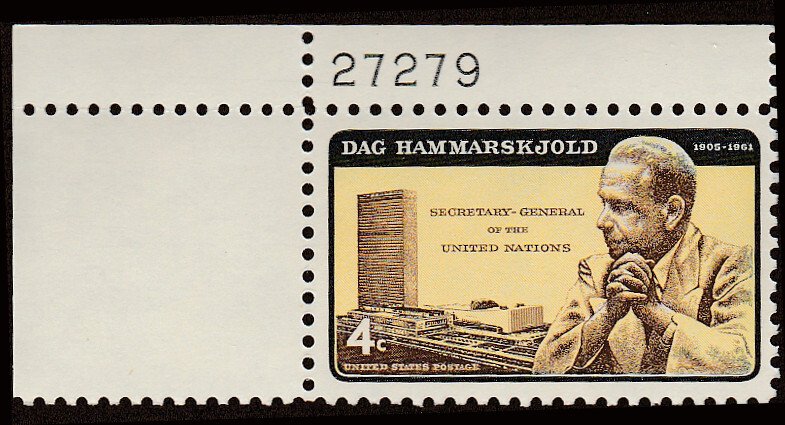 27279
DAG HAMMARSKJOLD 1905-1961
SECRETARY-GENERAL
OF THE
UNITED NATIONS
4c
UNITED STATES POSTAGE